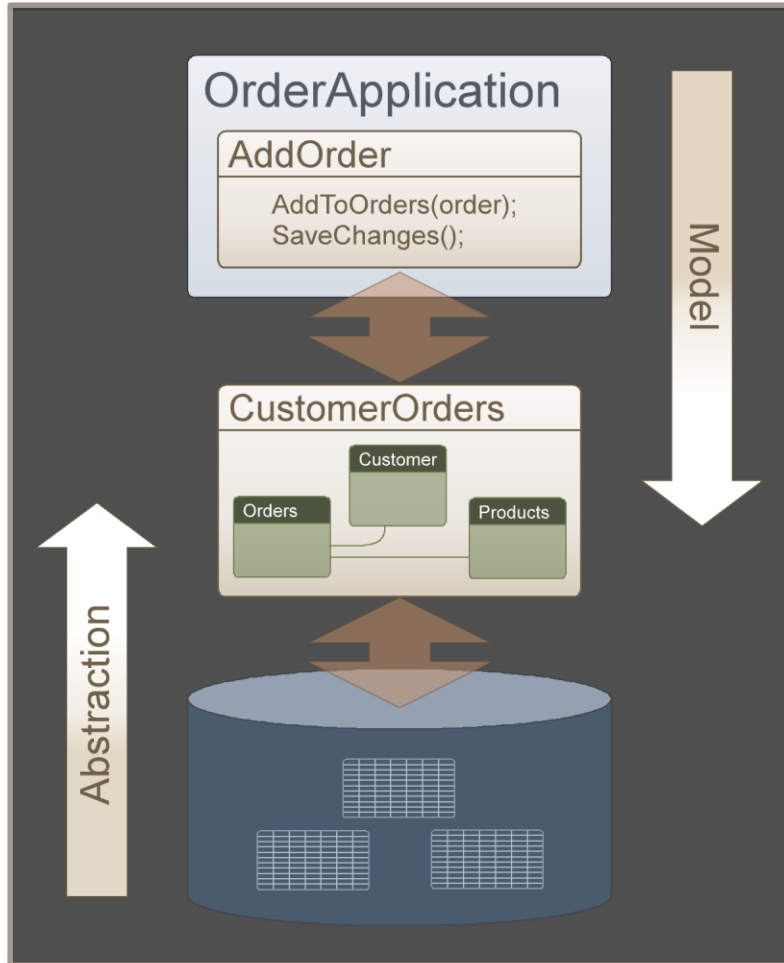 OrderApplication
AddOrder
AddToOrders(order);
SaveChanges();
Model
CustomerOrders
Customer
Orders
Products
Abstraction